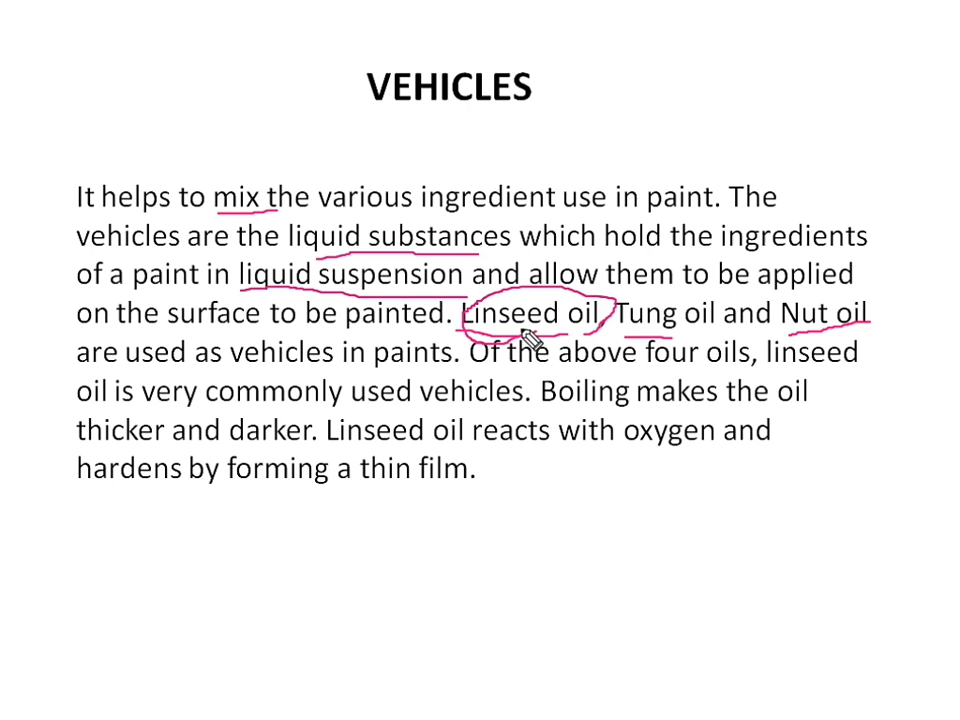 VEHICLES
It helps to mix the various ingredient use in paint. The
vehicles are the liquid substances which hold the ingredients
of a paint in liquid suspension and allow them to be applied
on the surface to be painted. Linseed oil, Tung oil and Nut oil
are used as vehicles in paints. Of the above four oils, linseed
oil is very commonly used vehicles. Boiling makes the oil
thicker and darker. Linseed oil reacts with oxygen and
hardens by forming a thin film.